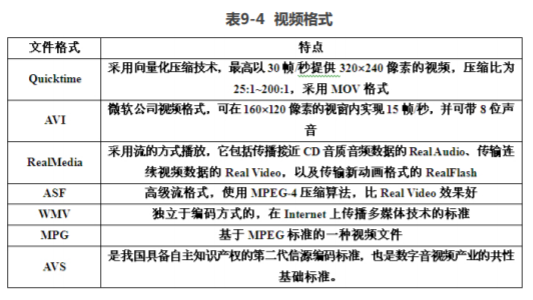 表9-4 视频格式
文件格式 特点
Quicktime 采用向量化压缩技术，最高以 30 帧/秒提供 320×240 像素的视频，压缩比为
25:1~200:1，采用 MOV 格式
AVI 微软公司视频格式，可在 160×120 像素的视窗内实现 15 帧/秒，并可带 8 位声
音
RealMedia 采用流的方式播放，它包括传播接近 CD 音质音频数据的 Real Audio、传输连
续视频数据的 Real Video，以及传输新动画格式的 RealFlash
ASF 高级流格式，使用 MPEG-4 压缩算法，比 Real Video 效果好
WMV 独立于编码方式的，在 Internet 上传播多媒体技术的标准
MPG 基于 MPEG 标准的一种视频文件
AVS 是我国具备自主知识产权的第二代信源编码标准，也是数字音视频产业的共性
基础标准。